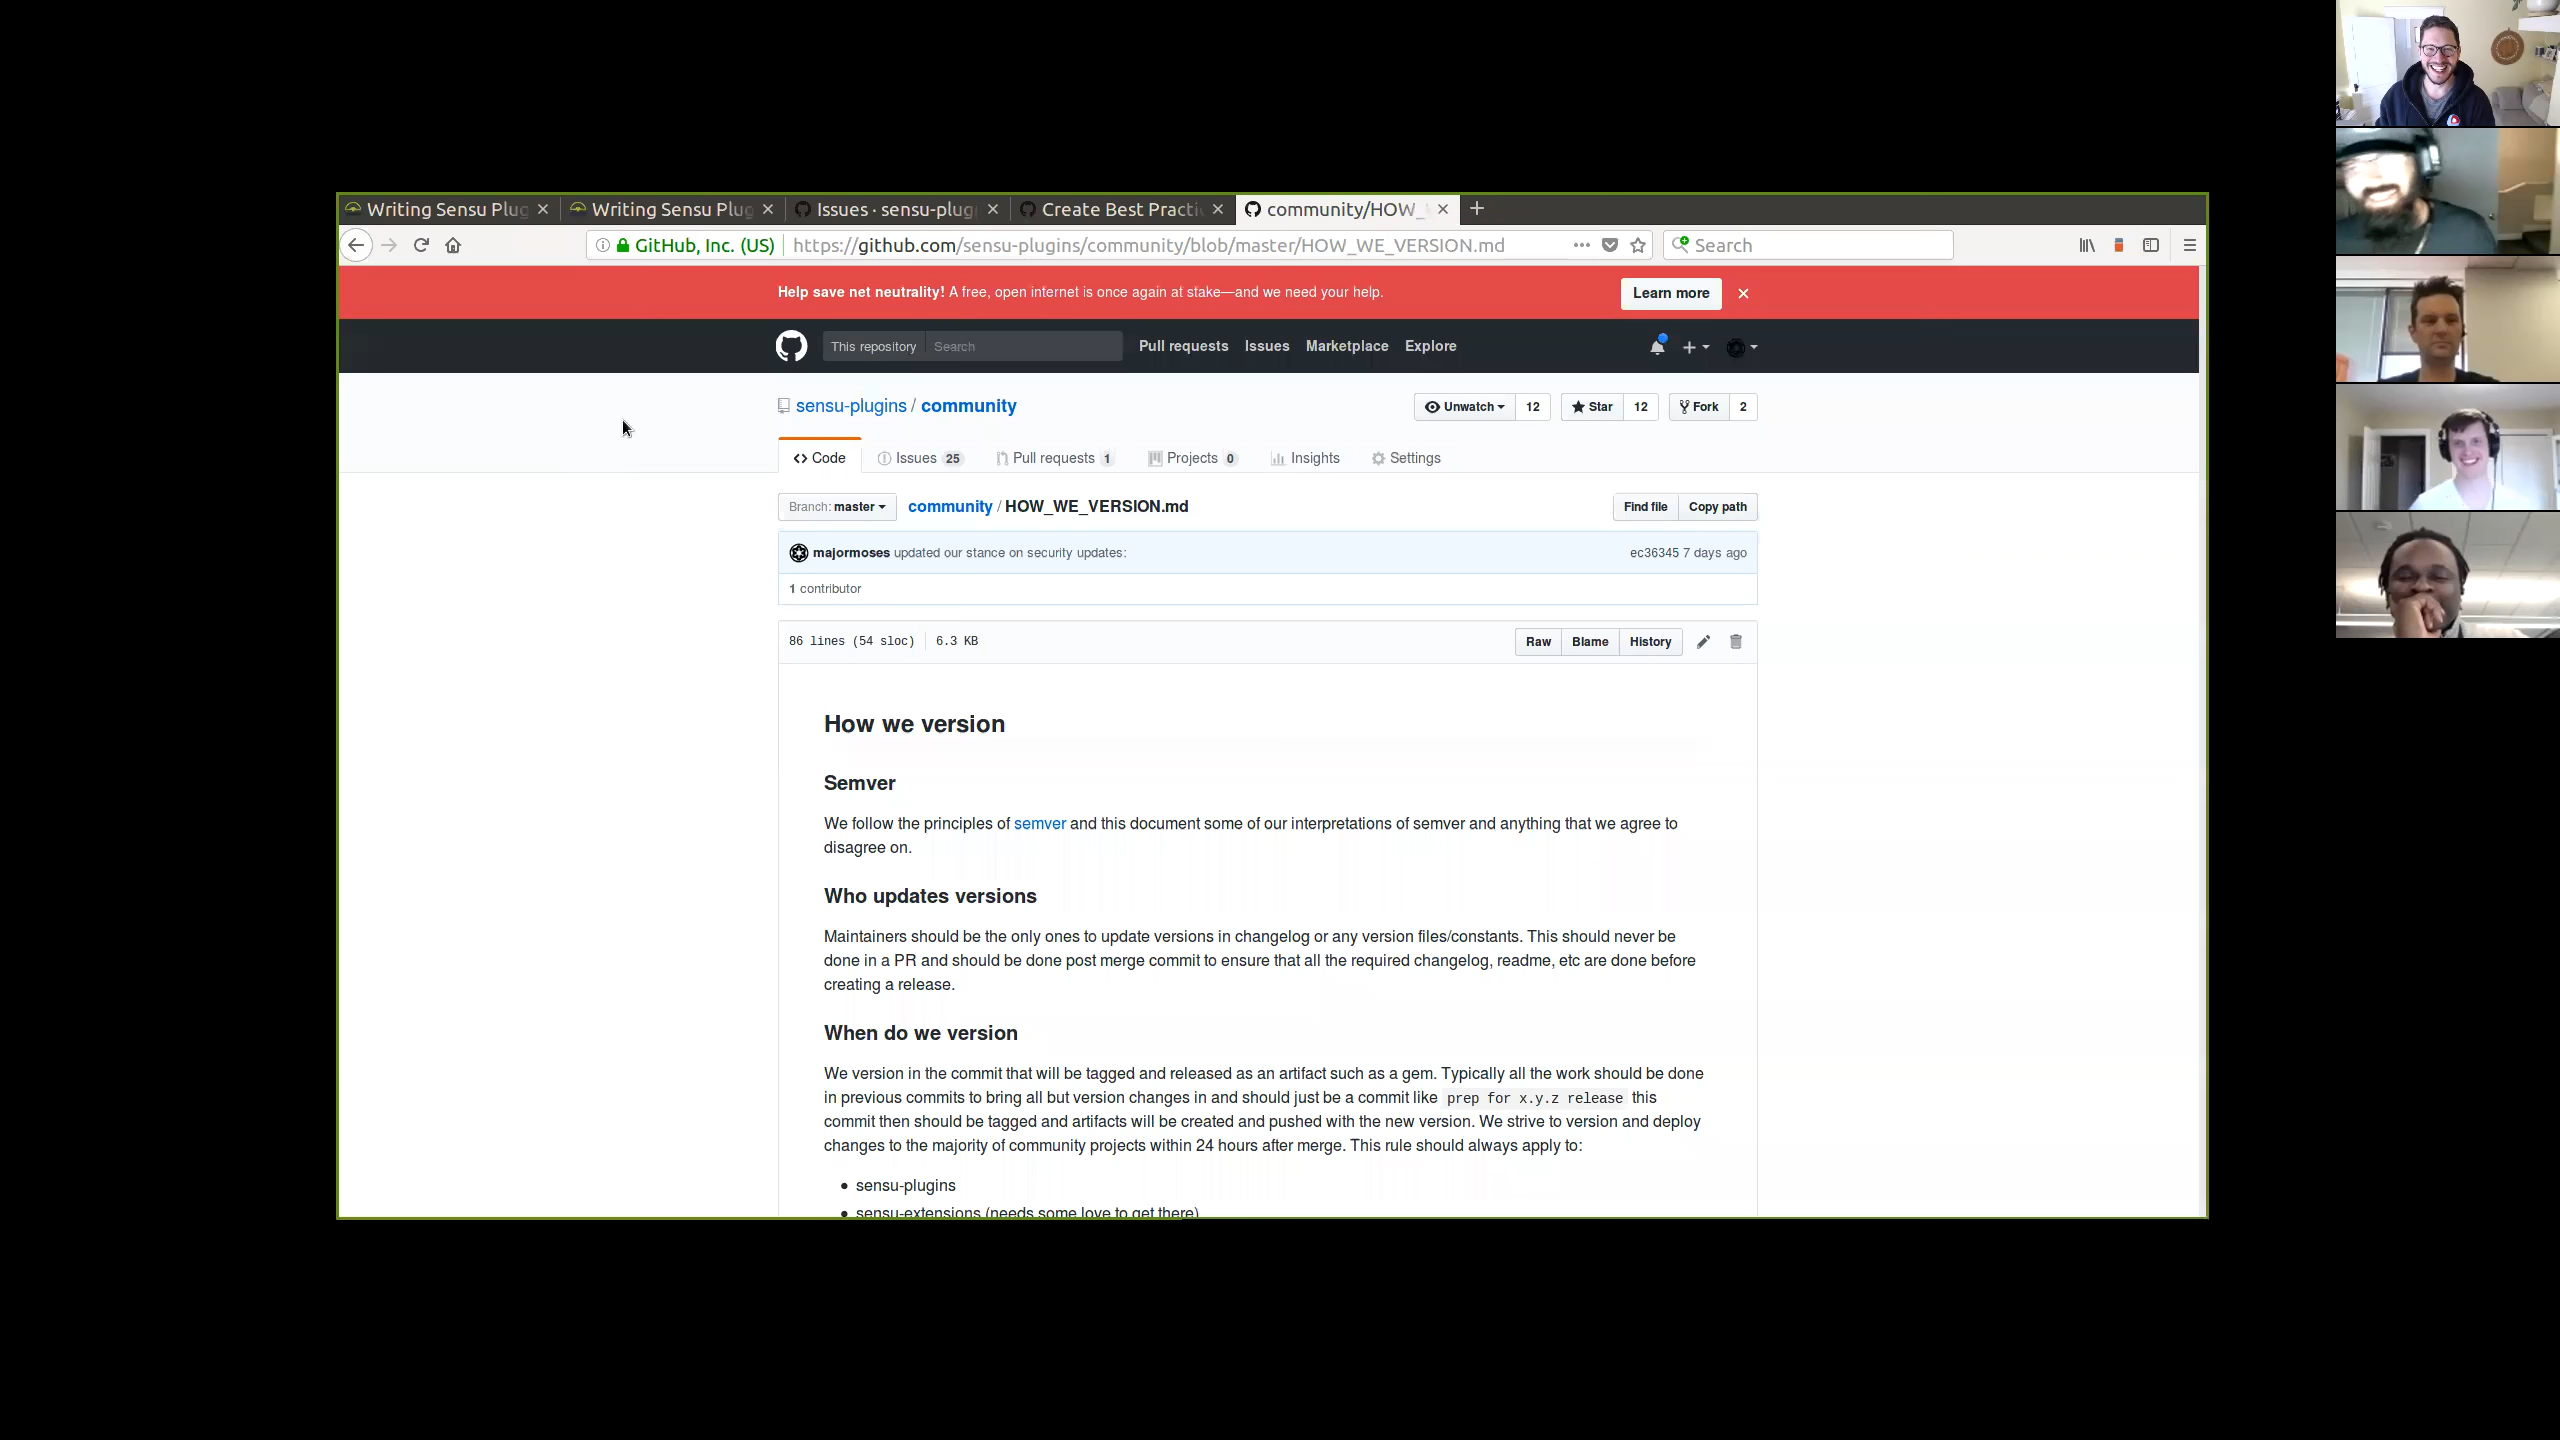 Writing Sensu Plug
Writing Sensu Plug
Issues · sensu-plug
Create Best Practi
community/HOW_
GitHub, Inc. (US)
https://github.com/sensu-plugins/community/blob/master/HOW_WE_VERSION.md
Search
Help save net neutrality! A free, open internet is once again at stake—and we need your help.
Learn more
This repository
Search
Pull requests
Issues
Marketplace
Explore
sensu-plugins / community
Unwatch 12
Star 12
Fork 2
Code
Issues 25
Pull requests 1
Projects 0
Insights
Settings
Branch: master
community / HOW_WE_VERSION.md
Find file
Copy path
majormoses updated our stance on security updates:
ec36345 7 days ago
1 contributor
86 lines (54 sloc)
6.3 KB
Raw
Blame
History
How we version
Semver
We follow the principles of semver and this document some of our interpretations of semver and anything that we agree to
disagree on.
Who updates versions
Maintainers should be the only ones to update versions in changelog or any version files/constants. This should never be
done in a PR and should be done post merge commit to ensure that all the required changelog, readme, etc are done before
creating a release.
When do we version
We version in the commit that will be tagged and released as an artifact such as a gem. Typically all the work should be done
in previous commits to bring all but version changes in and should just be a commit like prep for x.y.z release this
commit then should be tagged and artifacts will be created and pushed with the new version. We strive to version and deploy
changes to the majority of community projects within 24 hours after merge. This rule should always apply to:
• sensu-plugins
• sensu-extensions (needs some love to get there)